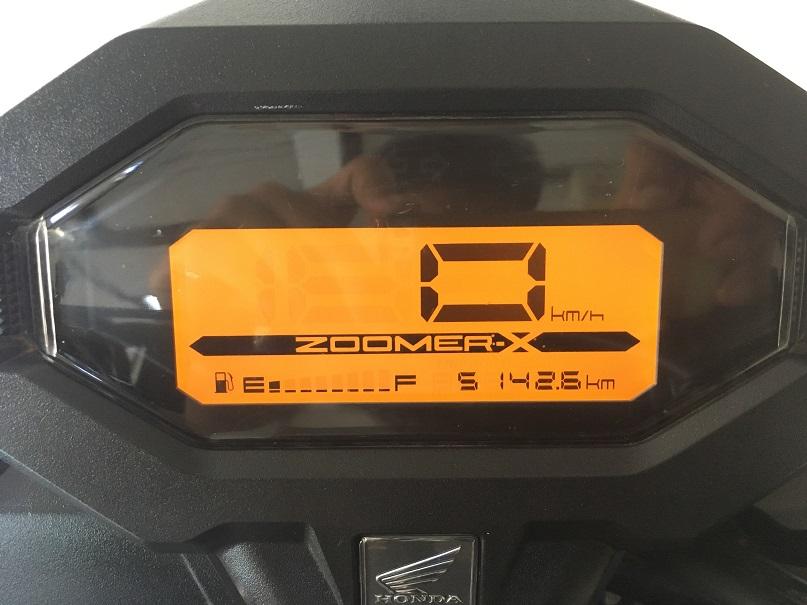 0 km/h
ZOOMER-X
E F 5142.6 km
HONDA